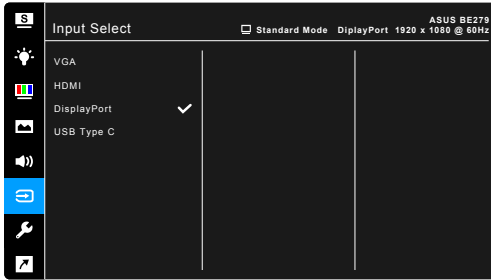 S
ASUS BE279
Input Select
Standard Mode DiplayPort 1920 x 1080 @ 60Hz
VGA
HDMI
DisplayPort
USB Type C